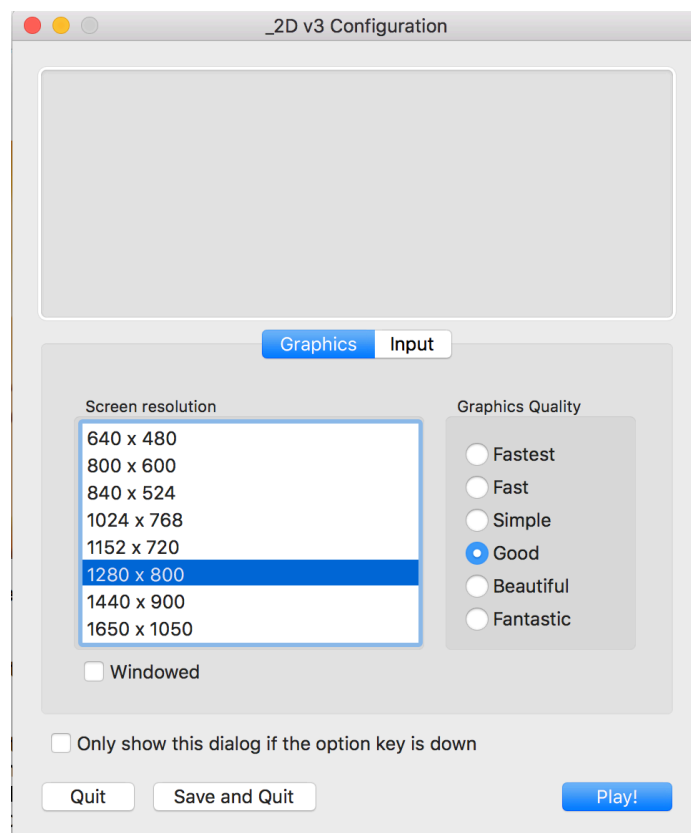 _2D v3 Configuration
Graphics Input
Screen resolution
640 x 480
800 x 600
840 x 524
1024 x 768
1152 x 720
1280 x 800
1440 x 900
1650 x 1050
Windowed
Graphics Quality
Fastest
Fast
Simple
Good
Beautiful
Fantastic
Only show this dialog if the option key is down
Quit Save and Quit Play!